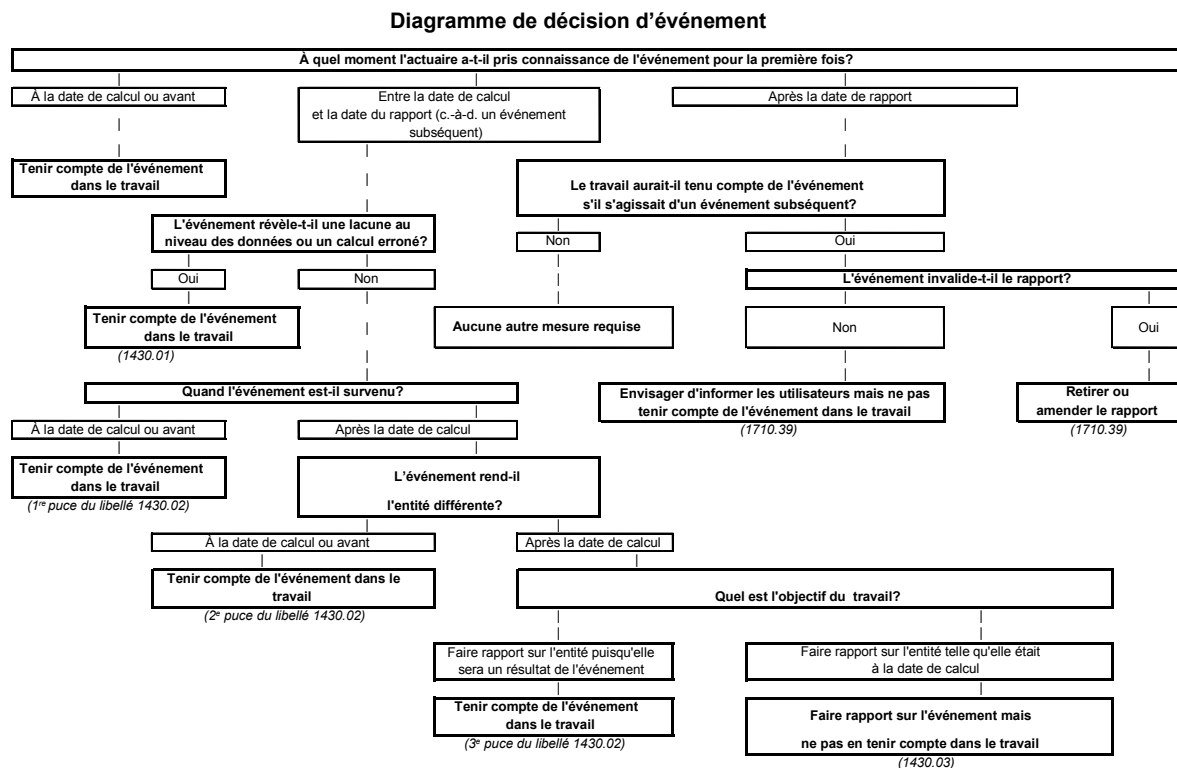 Diagramme de décision d'événement
À quel moment l'actuaire a-t-il pris connaissance de l'événement pour la première fois?
À la date de calcul ou avant
Entre la date de calcul
et la date du rapport (c.-à-d. un événement
subséquent)
Après la date de rapport
Tenir compte de l'événement
dans le travail
Le travail aurait-il tenu compte de l'événement
s'il s'agissait d'un événement subséquent?
L'événement révèle-t-il une lacune au
niveau des données ou un calcul erroné?
Non
Oui
Oui
Non
L'événement invalide-t-il le rapport?
Tenir compte de l'événement
dans le travail
(1430.01)
Aucune autre mesure requise
Non
Oui
Quand l'événement est-il survenu?
Envisager d'informer les utilisateurs mais ne pas
tenir compte de l'événement dans le travail
(1710.39)
Retirer ou
amender le rapport
(1710.39)
À la date de calcul ou avant
Après la date de calcul
Tenir compte de l'événement
dans le travail
(1re puce du libellé 1430.02)
L'événement rend-il
l'entité différente?
À la date de calcul ou avant
Après la date de calcul
Tenir compte de l'événement dans le
travail
(2e puce du libellé 1430.02)
Quel est l'objectif du travail?
Faire rapport sur l'entité puisqu'elle
sera un résultat de l'événement
Faire rapport sur l'entité telle qu'elle était
à la date de calcul
Tenir compte de l'événement
dans le travail
(3e puce du libellé 1430.02)
Faire rapport sur l'événement mais
ne pas en tenir compte dans le travail
(1430.03)